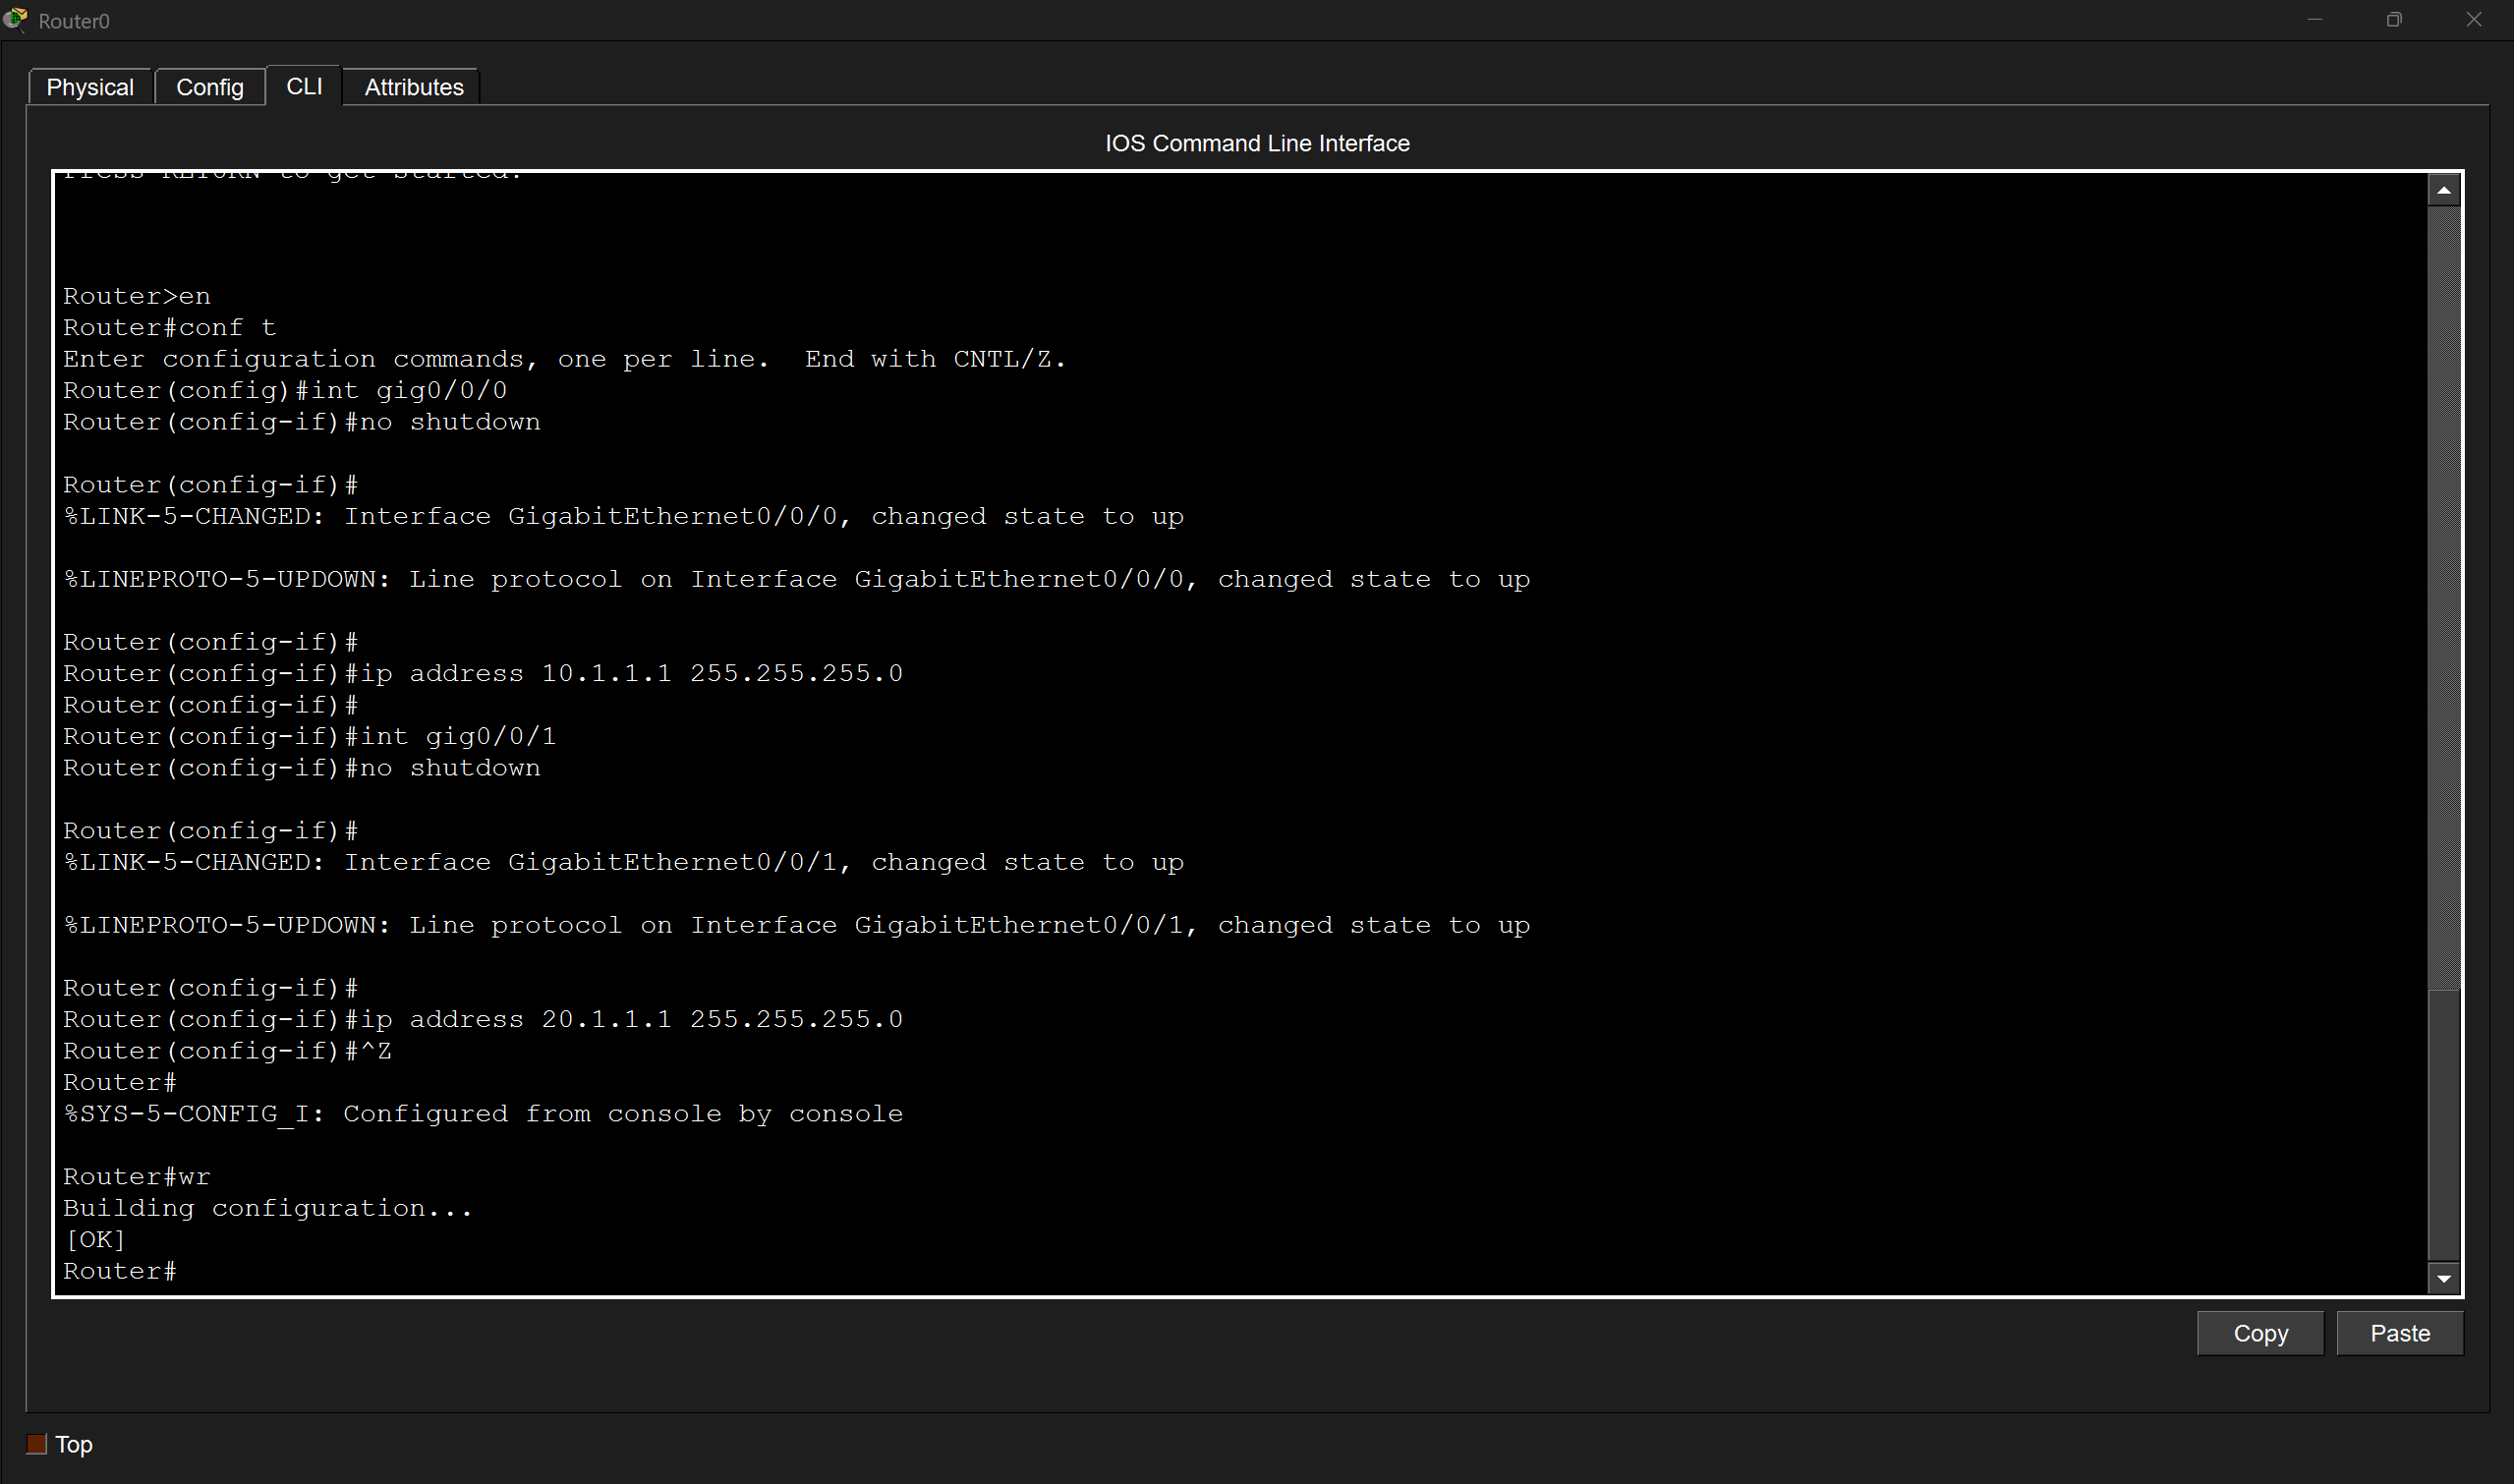 Router0
Physical Config CLI Attributes
IOS Command Line Interface
Press RETURN to get started.
Router>en
Router#conf t
Enter configuration commands, one per line.  End with CNTL/Z.
Router(config)#int gig0/0/0
Router(config-if)#no shutdown
Router(config-if)#
%LINK-5-CHANGED: Interface GigabitEthernet0/0/0, changed state to up
%LINEPROTO-5-UPDOWN: Line protocol on Interface GigabitEthernet0/0/0, changed state to up
Router(config-if)#
Router(config-if)#ip address 10.1.1.1 255.255.255.0
Router(config-if)#
Router(config-if)#int gig0/0/1
Router(config-if)#no shutdown
Router(config-if)#
%LINK-5-CHANGED: Interface GigabitEthernet0/0/1, changed state to up
%LINEPROTO-5-UPDOWN: Line protocol on Interface GigabitEthernet0/0/1, changed state to up
Router(config-if)#
Router(config-if)#ip address 20.1.1.1 255.255.255.0
Router(config-if)#^Z
Router#
%SYS-5-CONFIG_I: Configured from console by console
Router#wr
Building configuration...
[OK]
Router#
Copy Paste
Top